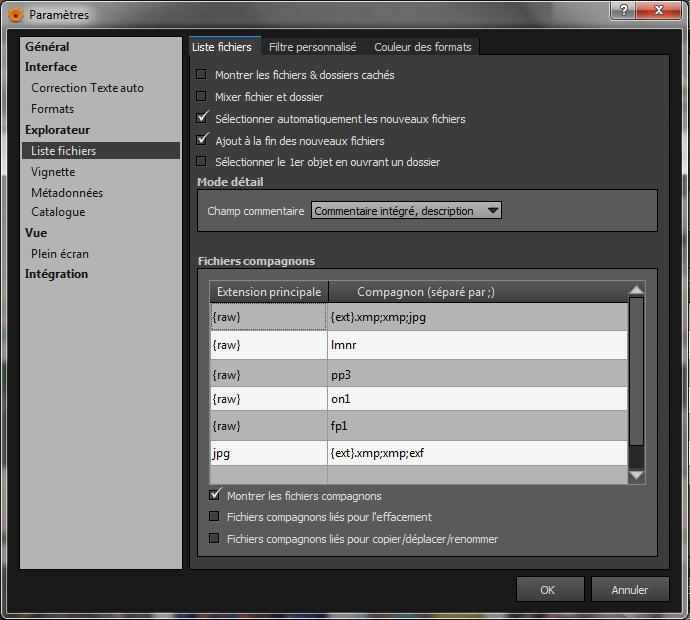 Paramètres
?
X
Général
Interface
Correction Texte auto
Formats
Explorateur
Liste fichiers
Vignette
Métadonnées
Catalogue
Vue
Plein écran
Intégration
Liste fichiers Filtre personnalisé Couleur des formats
Montrer les fichiers & dossiers cachés
Mixer fichier et dossier
Sélectionner automatiquement les nouveaux fichiers
Ajout à la fin des nouveaux fichiers
Sélectionner le 1er objet en ouvrant un dossier
Mode détail
Champ commentaire Commentaire intégré, description
Fichiers compagnons
Extension principale Compagnon (séparé par ;)
{raw} {ext}.xmp;xmp;jpg
{raw} lmnr
{raw} pp3
{raw} on1
{raw} fp1
jpg {ext}.xmp;xmp;exf
Montrer les fichiers compagnons
Fichiers compagnons liés pour l'effacement
Fichiers compagnons liés pour copier/déplacer/renommer
OK Annuler